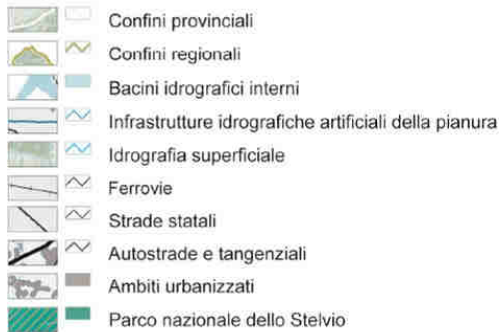 Confini provinciali
Confini regionali
Bacini idrografici interni
Infrastrutture idrografiche artificiali della pianura
Idrografia superficiale
Ferrovie
Strade statali
Autostrade e tangenziali
Ambiti urbanizzati
Parco nazionale dello Stelvio